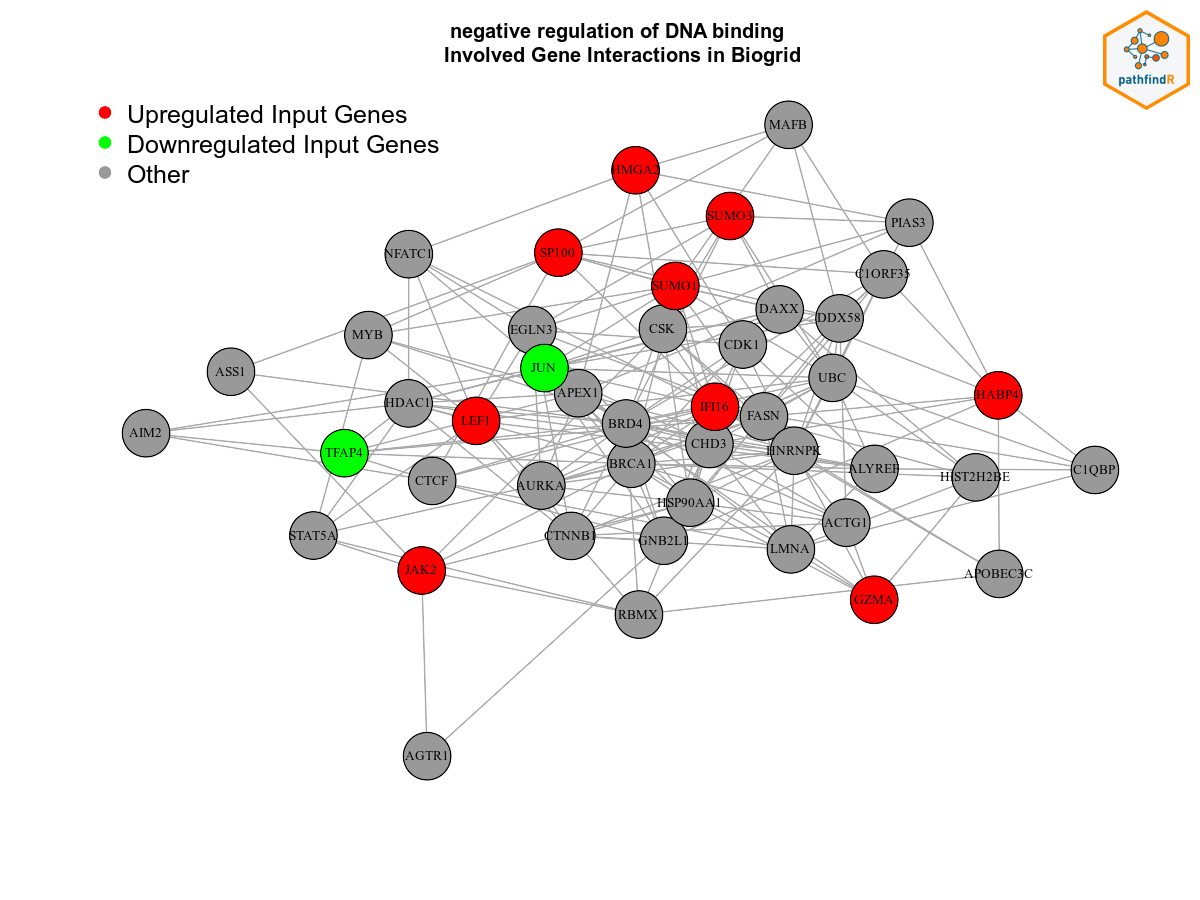 negative regulation of DNA binding
Involved Gene Interactions in Biogrid
pathfindR
Upregulated Input Genes
Downregulated Input Genes
Other
MAFB
HMGA2
SUMO3
PIAS3
NFATC1
SP100
C1ORF35
SUMO1
DAXX
DDX58
MYB
EGLN3
CSK
CDK1
ASS1
JUN
UBC
APEX1
HABP4
HDAC1
IFI16
FASN
LEF1
BRD4
AIM2
CHD3
TFAP4
HNRNPK
BRCA1
ALYREF
C1QBP
CTCF
HIST2H2BE
AURKA
HSP90AA1
ACTG1
STAT5A
CTNNB1
GNB2L1
LMNA
JAK2
APOBEC3C
GZMA
RBMX
AGTR1